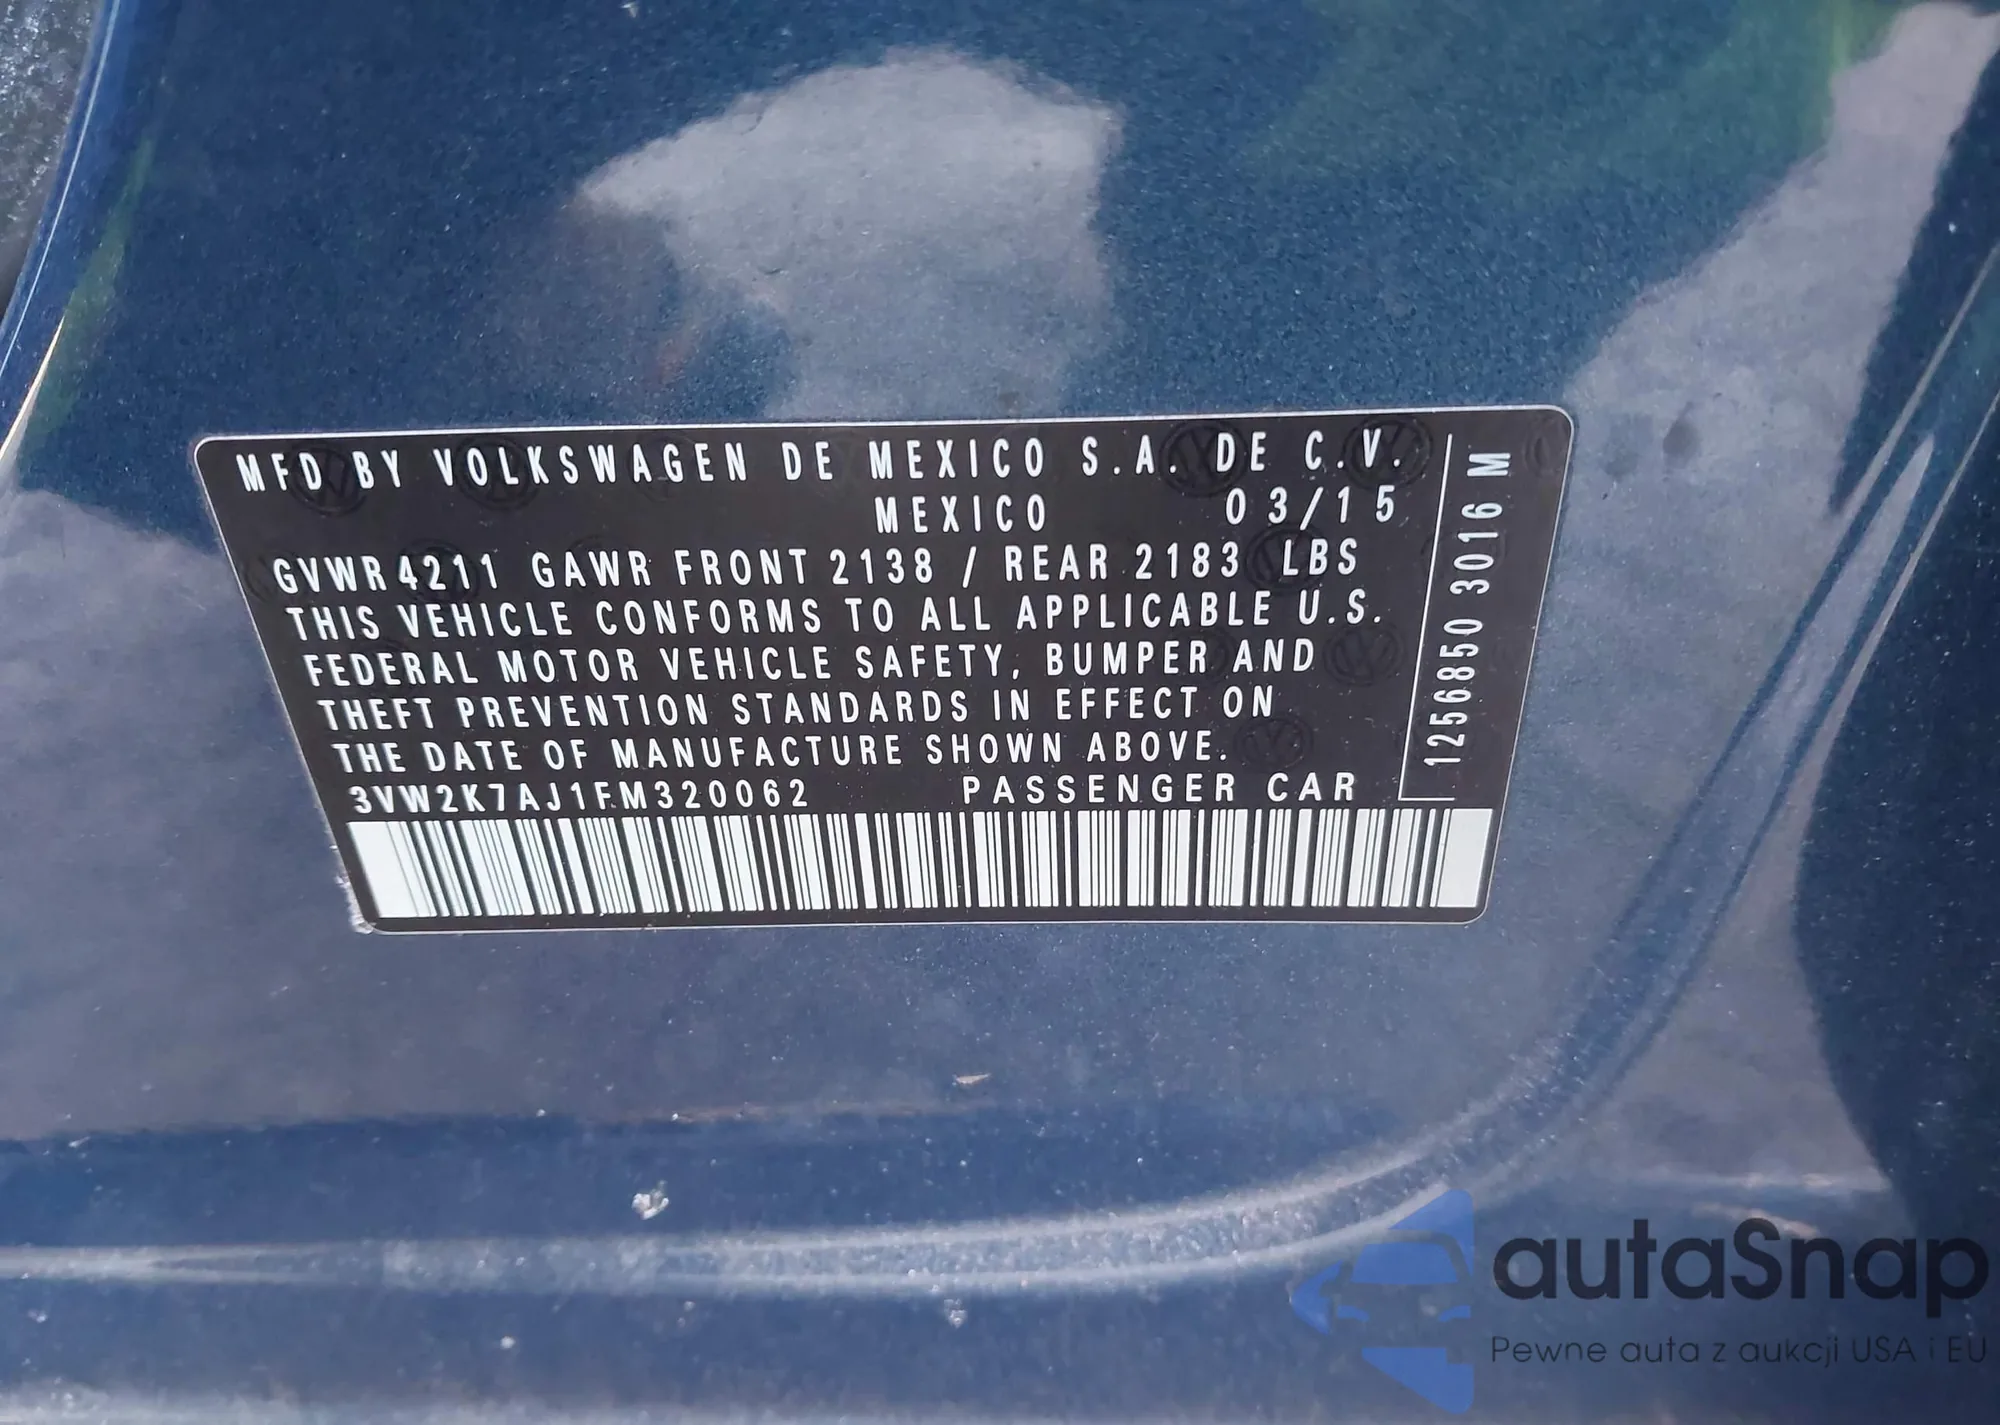 MFD BY VOLKSWAGEN DE MEXICO S.A. DE C.V.
MEXICO 03/15
GVWR 4211 GAWR FRONT 2138 / REAR 2183 LBS
THIS VEHICLE CONFORMS TO ALL APPLICABLE U.S.
FEDERAL MOTOR VEHICLE SAFETY, BUMPER AND
THEFT PREVENTION STANDARDS IN EFFECT ON
THE DATE OF MANUFACTURE SHOWN ABOVE.
3VW2K7AJ1FM320062 PASSENGER CAR
1256850 3016 M
autaSnap
Pewne auta z aukcji USA i EU